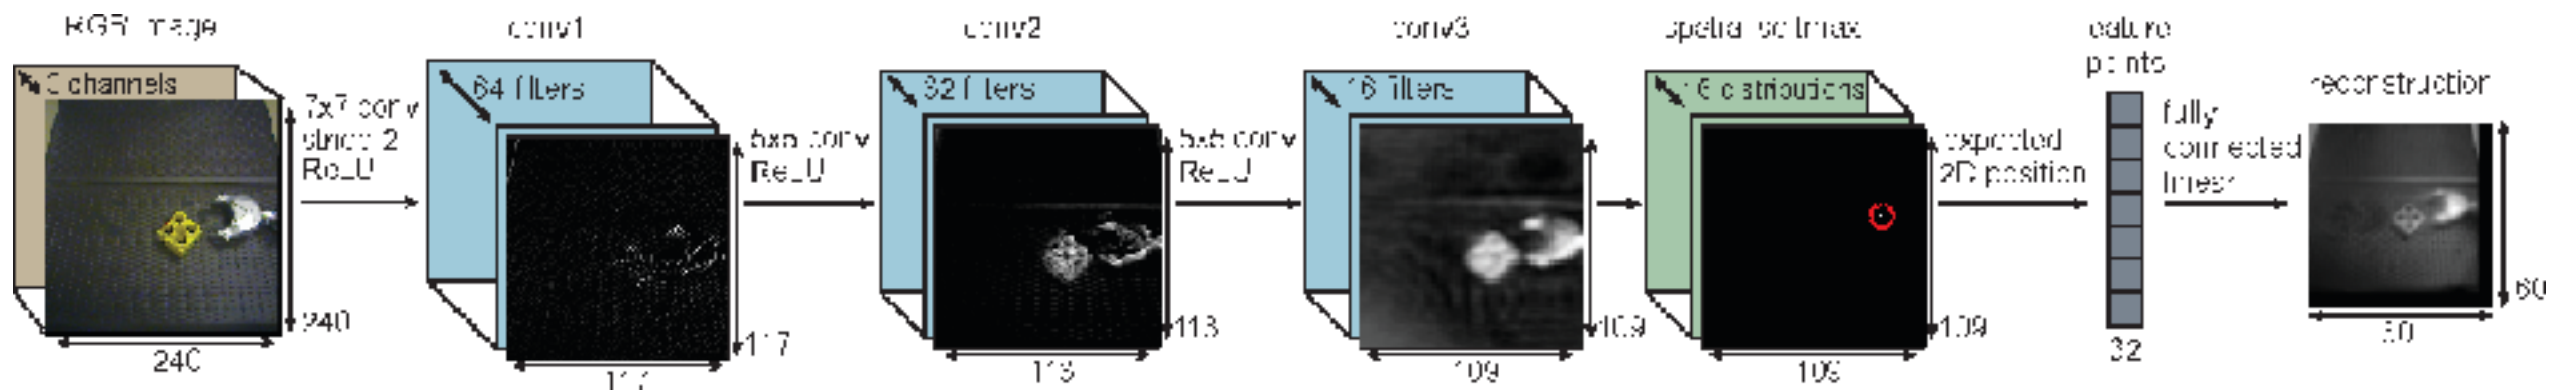 RGB image
3 channels
240
240
7x7 conv
stride 2
ReLU
conv1
64 filters
117
117
5x5 conv
ReLU
conv2
32 filters
113
113
5x5 conv
ReLU
conv3
16 filters
109
109
spatial softmax
16 distributions
109
109
expected
2D position
feature
points
32
fully
connected
linear
reconstruction
60
60